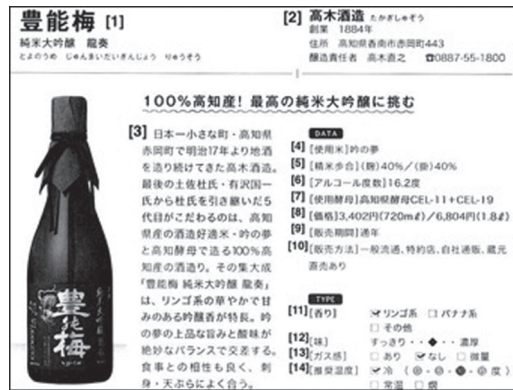 豊能梅 [1]
純米大吟醸 龍奏
とよのうめ じゅんまいだいぎんじょう りゅうそう
[2] 高木酒造 たかぎしゅぞう
創業 1884年
住所 高知県香南市赤岡町443
醸造責任者 高木直之 ☎0887-55-1800
100%高知産! 最高の純米大吟醸に挑む
[3] 日本一小さな町・高知県
赤岡町で明治17年より地酒
を造り続けてきた高木酒造。
最後の土佐杜氏・有沢国一
氏から杜氏を引き継いだ5
代目がこだわるのは、高知
県産の酒造好適米・吟の夢
と高知酵母で造る100%高
知産の酒造り。その集大成
「豊能梅 純米大吟醸 龍奏」
は、リンゴ系の華やかで甘
みのある吟醸香が特長。吟
の夢の上品な旨みと酸味が
絶妙なバランスで交差する。
食事との相性も良く、刺
身・天ぷらによく合う。
DATA
[4] [使用米]吟の夢
[5] [精米歩合](麹)40%/(掛)40%
[6] [アルコール度数]16.2度
[7] [使用酵母]高知県酵母CEL-11+CEL-19
[8] [価格]3,402円(720mℓ)/6,804円(1.8ℓ)
[9] [販売期間]通年
[10] [販売方法]一般流通、特約店、自社通販、蔵元
直売あり
TYPE
[11] [香り] ☑リンゴ系 □バナナ系
□その他
[12] [味] すっきり・・◆・・濃厚
[13] [ガス感] □あり ☑なし □微量
[14] [推奨温度] ☑冷
□常温 □
豊能梅